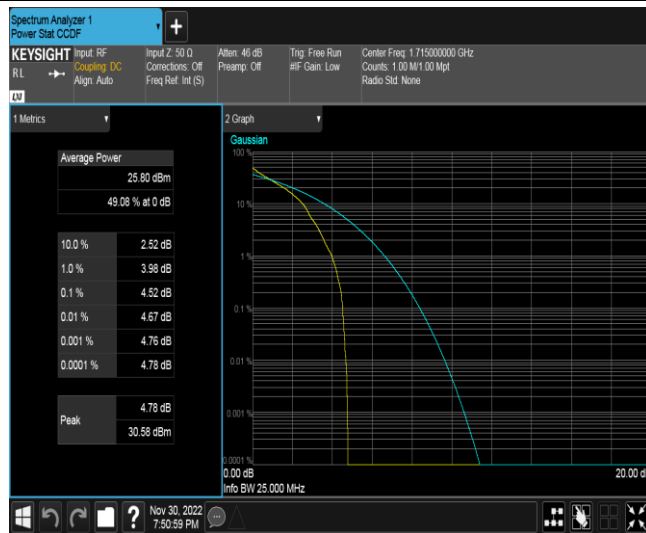 Spectrum Analyzer 1
Power Stat CCDF
+
KEYSIGHT
RL
LXI
Input: RF
Coupling: DC
Align: Auto
Input Z: 50 Ω
Corrections: Off
Freq Ref: Int (S)
Atten: 46 dB
Preamp: Off
Trig: Free Run
#IF Gain: Low
Center Freq: 1.715000000 GHz
Counts: 1.00 M/1.00 Mpt
Radio Std: None
1 Metrics
Average Power
25.80 dBm
49.08 % at 0 dB
10.0 % 2.52 dB
1.0 % 3.98 dB
0.1 % 4.52 dB
0.01 % 4.67 dB
0.001 % 4.76 dB
0.0001 % 4.78 dB
Peak
4.78 dB
30.58 dBm
2 Graph
Gaussian
100 %
10 %
1 %
0.1 %
0.01 %
0.001 %
0.0001 %
0.00 dB
20.00 d
Info BW 25.000 MHz
?
Nov 30, 2022
7:50:59 PM